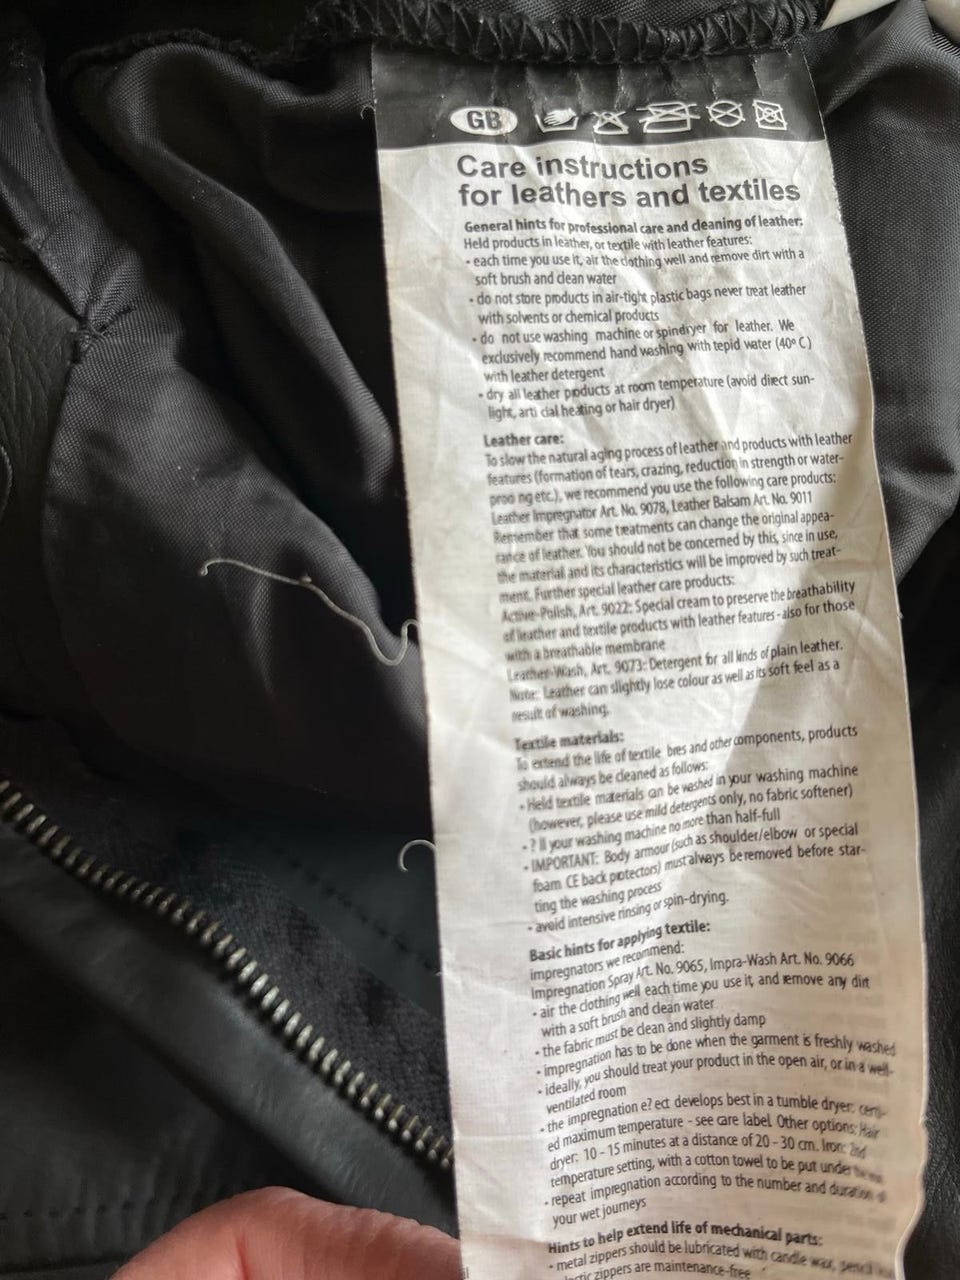 GB
Care instructions
for leathers and textiles
General hints for professional care and cleaning of leather:
Held products in leather, or textile with leather features:
• each time you use it, air the clothing well and remove dirt with a
soft brush and clean water
• do not store products in air-tight plastic bags never treat leather
with solvents or chemical products
• do not use washing machine or spindryer for leather. We
exclusively recommend hand washing with tepid water (40° C)
with leather detergent
• dry all leather products at room temperature (avoid direct sun-
light, arti cial heating or hair dryer)
Leather care:
To slow the natural aging process of leather and products with leather
features (formation of tears, crazing, reduction in strength or water-
proo ng etc.), we recommend you use the following care products:
Leather Impregnator Art. No. 9078, Leather Balsam Art. No. 9011
Remember that some treatments can change the original appea-
rance of leather. You should not be concerned by this, since in use,
the material and its characteristics will be improved by such treat-
ment. Further special leather care products:
Active-Polish, Art. 9022: Special cream to preserve the breathability
of leather and textile products with leather features - also for those
with a breathable membrane
Leather-Wash, Art. 9073: Detergent for all kinds of plain leather.
Note: Leather can slightly lose colour as well as its soft feel as a
result of washing.
Textile materials:
To extend the life of textile bres and other components, products
should always be cleaned as follows:
• Held textile materials can be washed in your washing machine
(however, please use mild detergents only, no fabric softener)
• ? ll your washing machine no more than half-full
• IMPORTANT: Body armour (such as shoulder/elbow or special
foam CE back protectors) must always be removed before star-
ting the washing process
• avoid intensive rinsing or spin-drying.
Basic hints for applying textile:
impregnators we recommend:
Impregnation Spray Art. No. 9065, Impra-Wash Art. No. 9066
• air the clothing well each time you use it, and remove any dirt
with a soft brush and clean water
• the fabric must be clean and slightly damp
• impregnation has to be done when the garment is freshly washed
• ideally, you should treat your product in the open air, or in a well-
ventilated room
• the impregnation e? ect develops best in a tumble dryer: certi-
ed maximum temperature - see care label. Other options: Hair
dryer: 10 - 15 minutes at a distance of 20 - 30 cm. Iron: 2nd
temperature setting, with a cotton towel to be put under
• repeat impregnation according to the number and duration of
your wet journeys
Hints to help extend life of mechanical parts:
• metal zippers should be lubricated with candle wax, pencil
zippers are maintenance-free